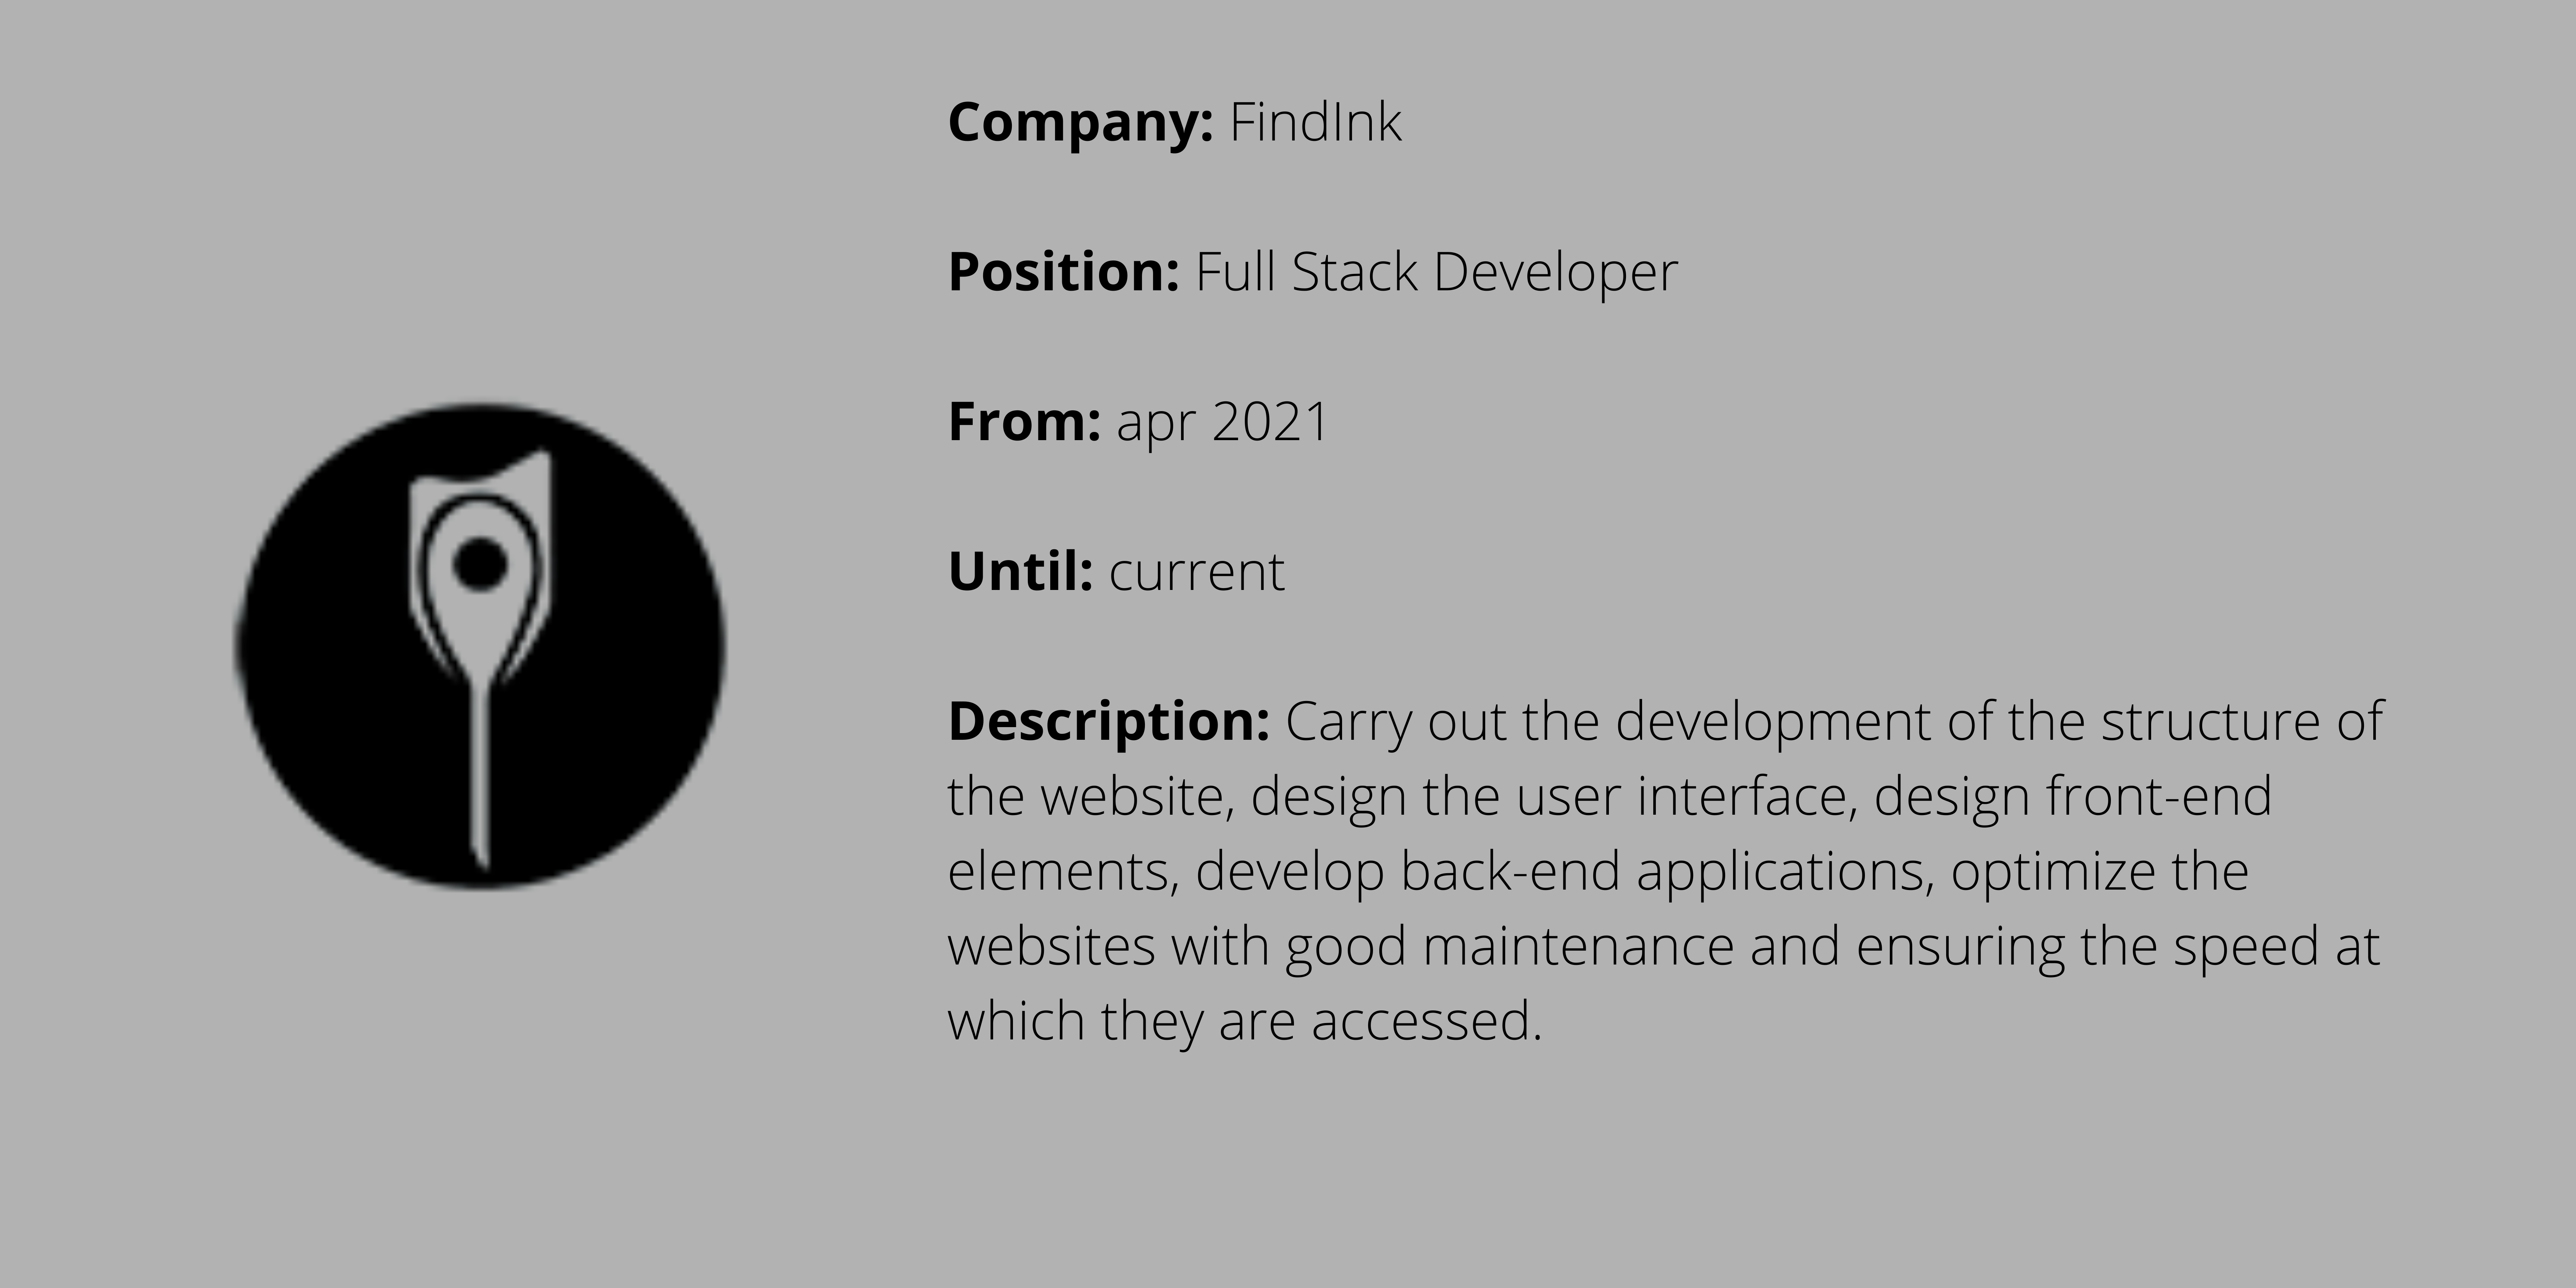 Company: FindInk
Position: Full Stack Developer
From: apr 2021
Until: current
Description: Carry out the development of the structure of
the website, design the user interface, design front-end
elements, develop back-end applications, optimize the
websites with good maintenance and ensuring the speed at
which they are accessed.